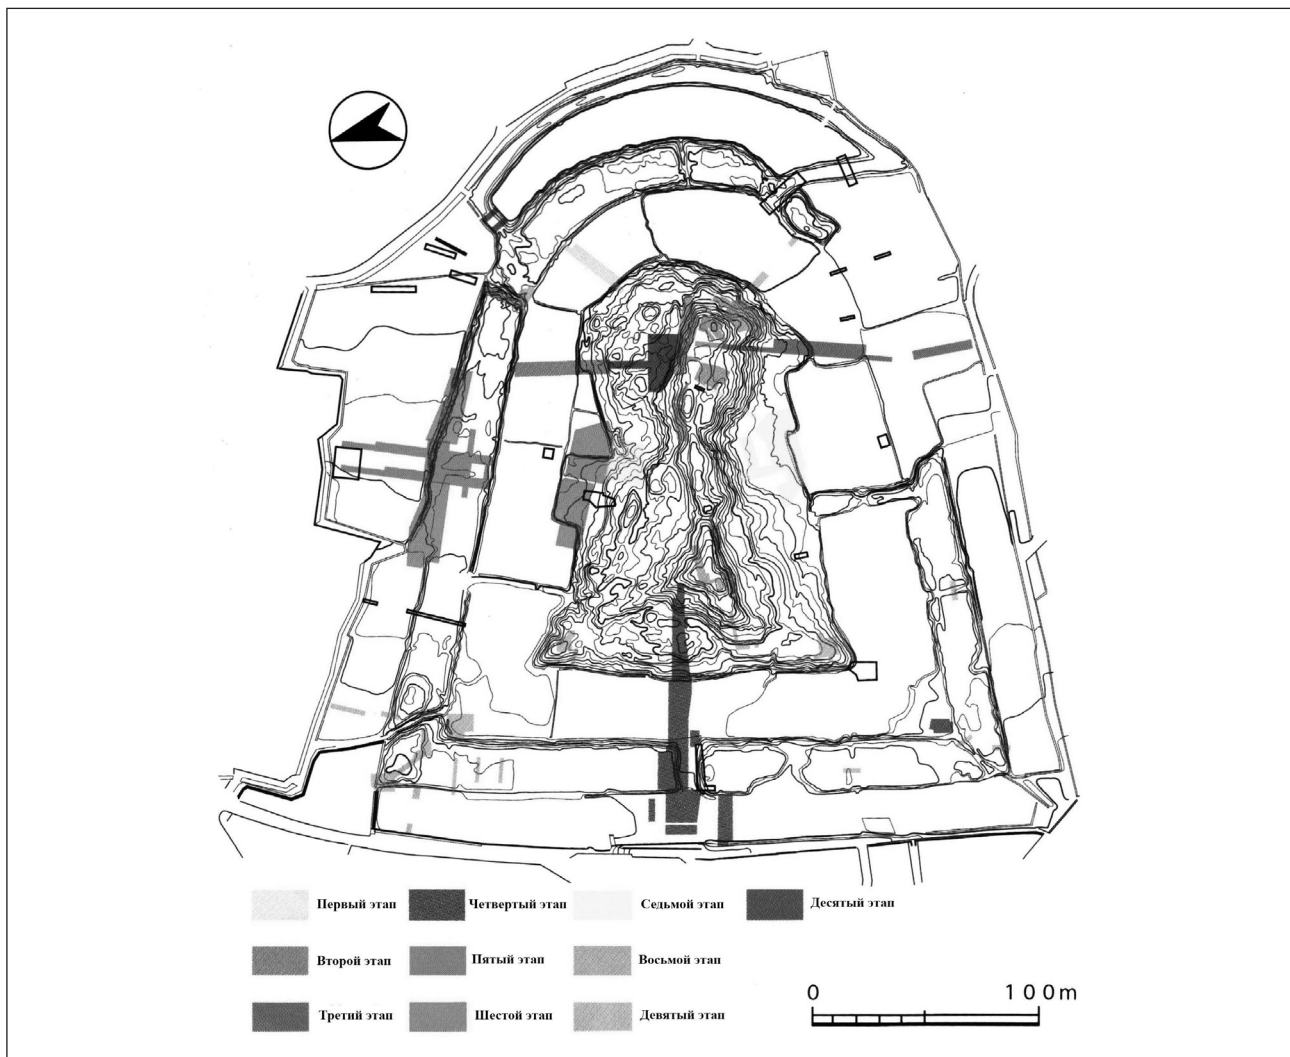 Первый этап
Четвертый этап
Седьмой этап
Десятый этап
Второй этап
Пятый этап
Восьмой этап
Третий этап
Шестой этап
Девятый этап
0 100m